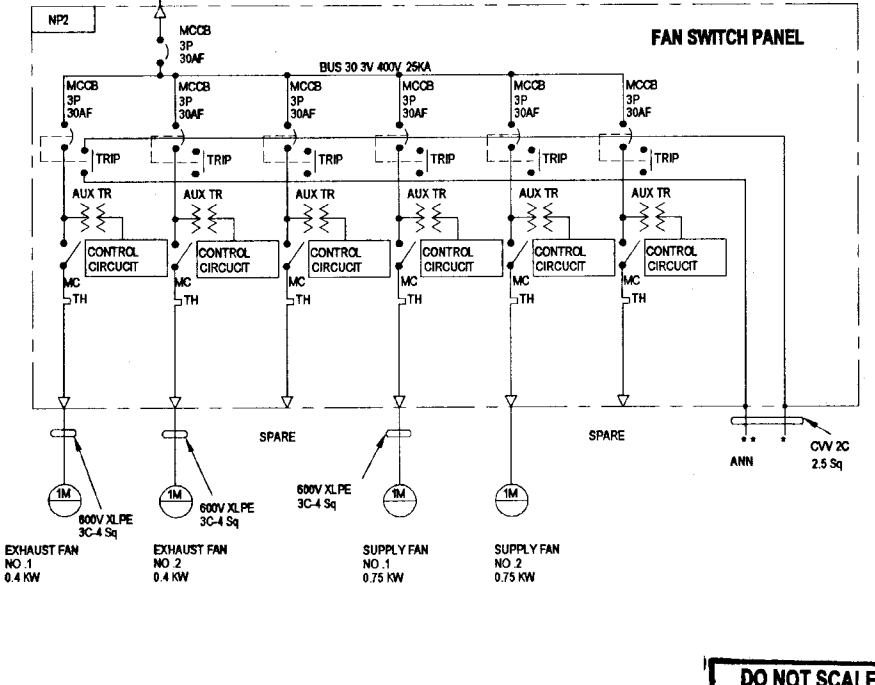 NP2
FAN SWITCH PANEL
MCCB
3P
30AF
BUS 30 3V 400V 25KA
MCCB
3P
30AF
MCCB
3P
30AF
MCCB
3P
30AF
MCCB
3P
30AF
MCCB
3P
30AF
MCCB
3P
30AF
TRIP
TRIP
TRIP
TRIP
TRIP
TRIP
AUX TR
AUX TR
AUX TR
AUX TR
AUX TR
AUX TR
CONTROL
CIRCUCIT
CONTROL
CIRCUCIT
CONTROL
CIRCUCIT
CONTROL
CIRCUCIT
CONTROL
CIRCUCIT
CONTROL
CIRCUCIT
MC
MC
MC
MC
MC
MC
TH
TH
TH
TH
TH
TH
SPARE
SPARE
* *
*
ANN
CVV 2C
2.5 Sq
1M
600V XLPE
3C-4 Sq
1M
600V XLPE
3C-4 Sq
600V XLPE
3C-4 Sq
1M
1M
EXHAUST FAN
NO .1
0.4 KW
EXHAUST FAN
NO .2
0.4 KW
SUPPLY FAN
NO .1
0.75 KW
SUPPLY FAN
NO .2
0.75 KW
DO NOT SCALE